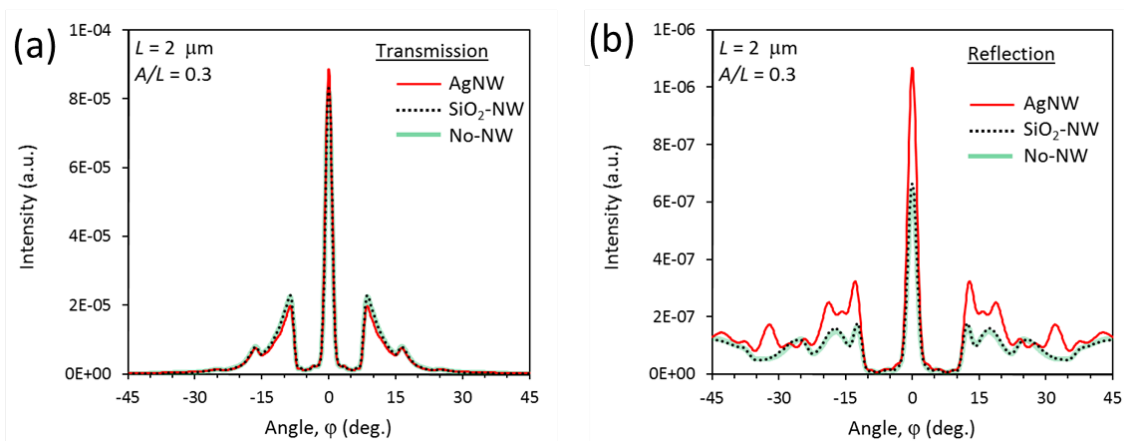 (a)
L = 2 μm
A/L = 0.3
Transmission
AgNW
SiO2-NW
No-NW
Intensity (a.u.)
1E-04
8E-05
6E-05
4E-05
2E-05
0E+00
-45 -30 -15 0 15 30 45
Angle, φ (deg.)
(b)
L = 2 μm
A/L = 0.3
Reflection
AgNW
SiO2-NW
No-NW
Intensity (a.u.)
1E-06
1E-06
8E-07
6E-07
4E-07
2E-07
0E+00
-45 -30 -15 0 15 30 45
Angle, φ (deg.)